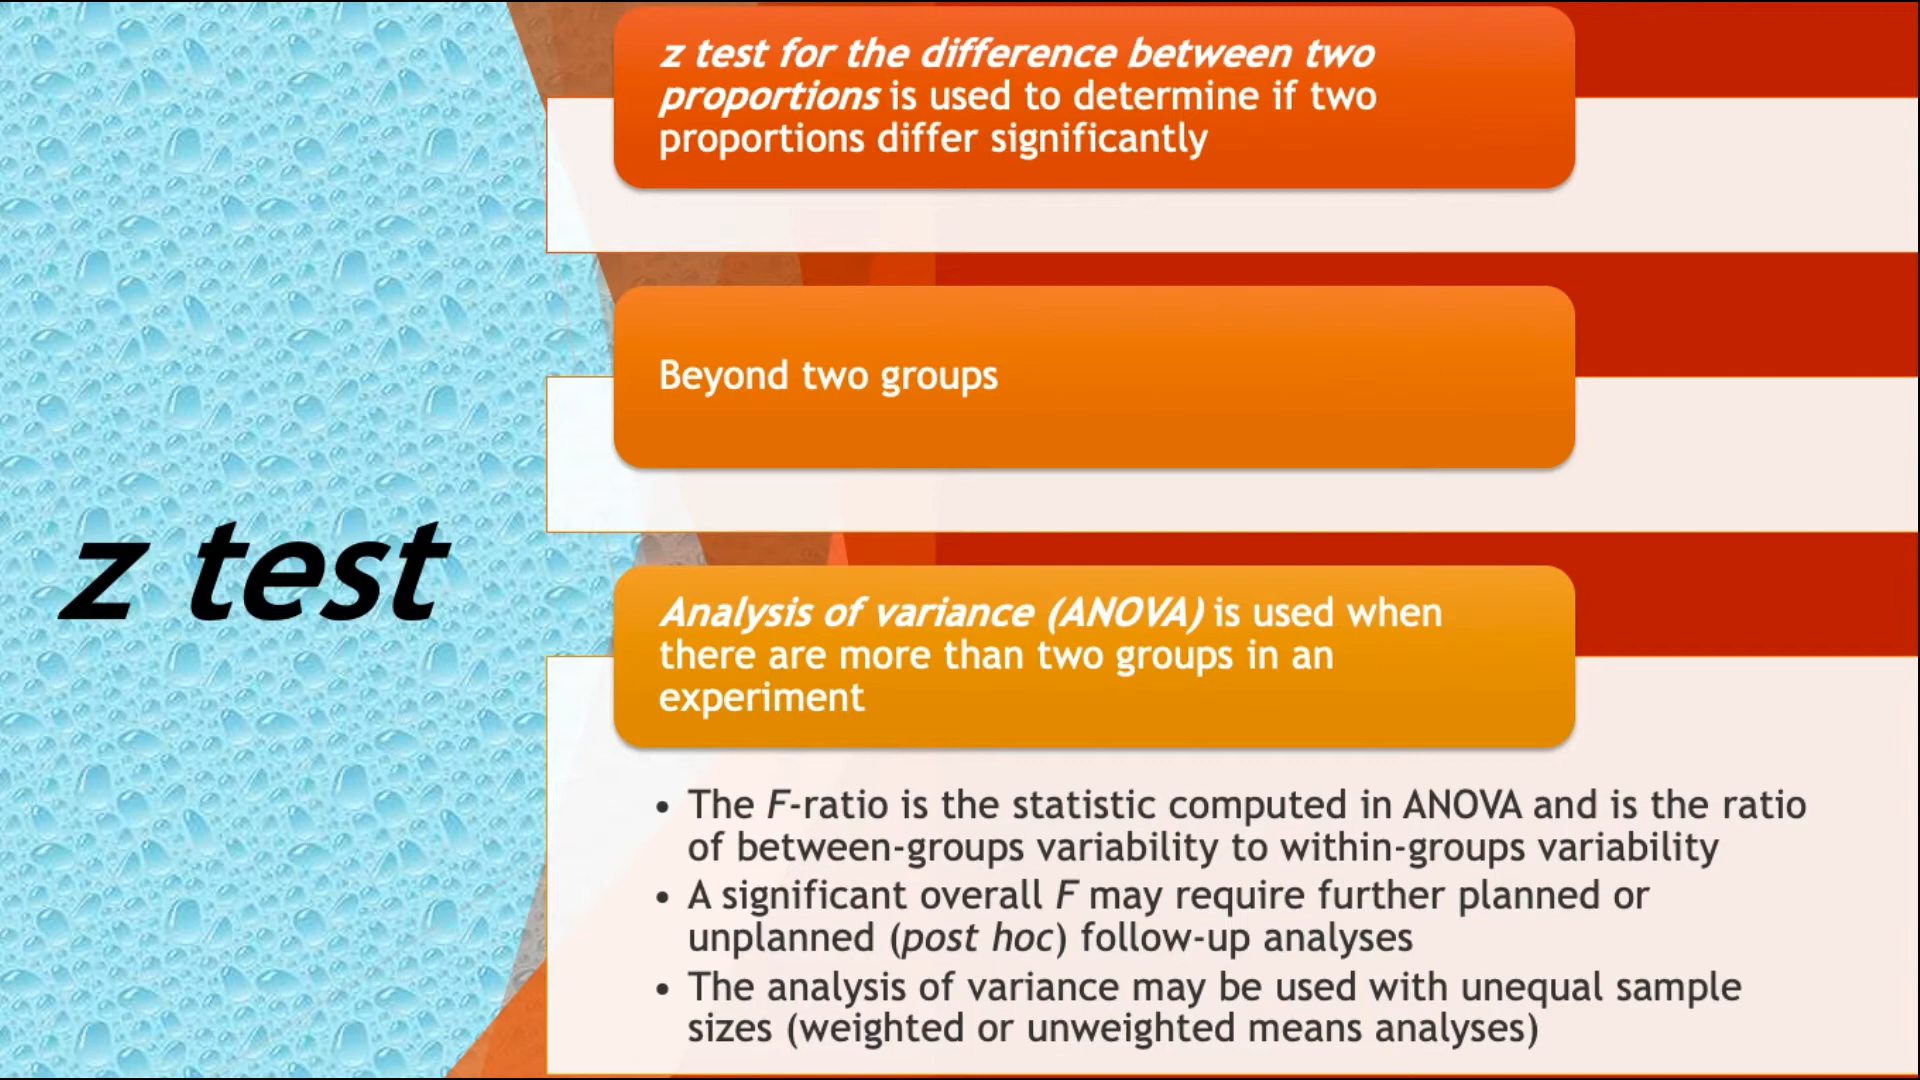 z test
z test for the difference between two
proportions is used to determine if two
proportions differ significantly
Beyond two groups
Analysis of variance (ANOVA) is used when
there are more than two groups in an
experiment
• The F-ratio is the statistic computed in ANOVA and is the ratio
of between-groups variability to within-groups variability
• A significant overall F may require further planned or
unplanned (post hoc) follow-up analyses
• The analysis of variance may be used with unequal sample
sizes (weighted or unweighted means analyses)